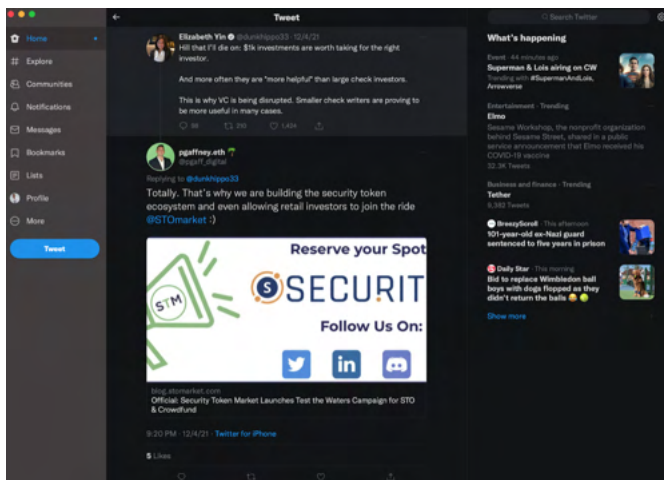 Tweet
Search Twitter
Home
Explore
Communities
Notifications
Messages
Bookmarks
Lists
Profile
More
Tweet
Elizabeth Yin @dunkhippo33 · 12/4/21
Hill that I'll die on: $1k investments are worth taking for the right
investor.
And more often they are "more helpful" than large check investors.
This is why VC is being disrupted. Smaller check writers are proving to
be more useful in many cases.
210
1,434
pgaffney.eth
@pgaff_digital
Replying to @dunkhippo33
Totally. That's why we are building the security token
ecosystem and even allowing retail investors to join the ride
@STOmarket :)
STM
Reserve your Spot
S SECURIT
Follow Us On:
in
blog.stomarket.com
Official: Security Token Market Launches Test the Waters Campaign for STO
& Crowdfund
9:20 PM · 12/4/21 · Twitter for iPhone
5 Likes
What's happening
Event · 44 minutes ago
Superman & Lois airing on CW
Trending with #SupermanAndLois,
Arrowverse
Entertainment · Trending
Elmo
Sesame Workshop, the nonprofit organization
behind Sesame Street, shared in a public
service announcement that Elmo received his
COVID-19 vaccine
32.3K Tweets
Business and finance · Trending
Tether
9,382 Tweets
BreezyScroll · This afternoon
101-year-old ex-Nazi guard
sentenced to five years in prison
Daily Star · This morning
Bid to replace Wimbledon ball
boys with dogs flopped as they
didn't return the balls 😂 🎾
Show more